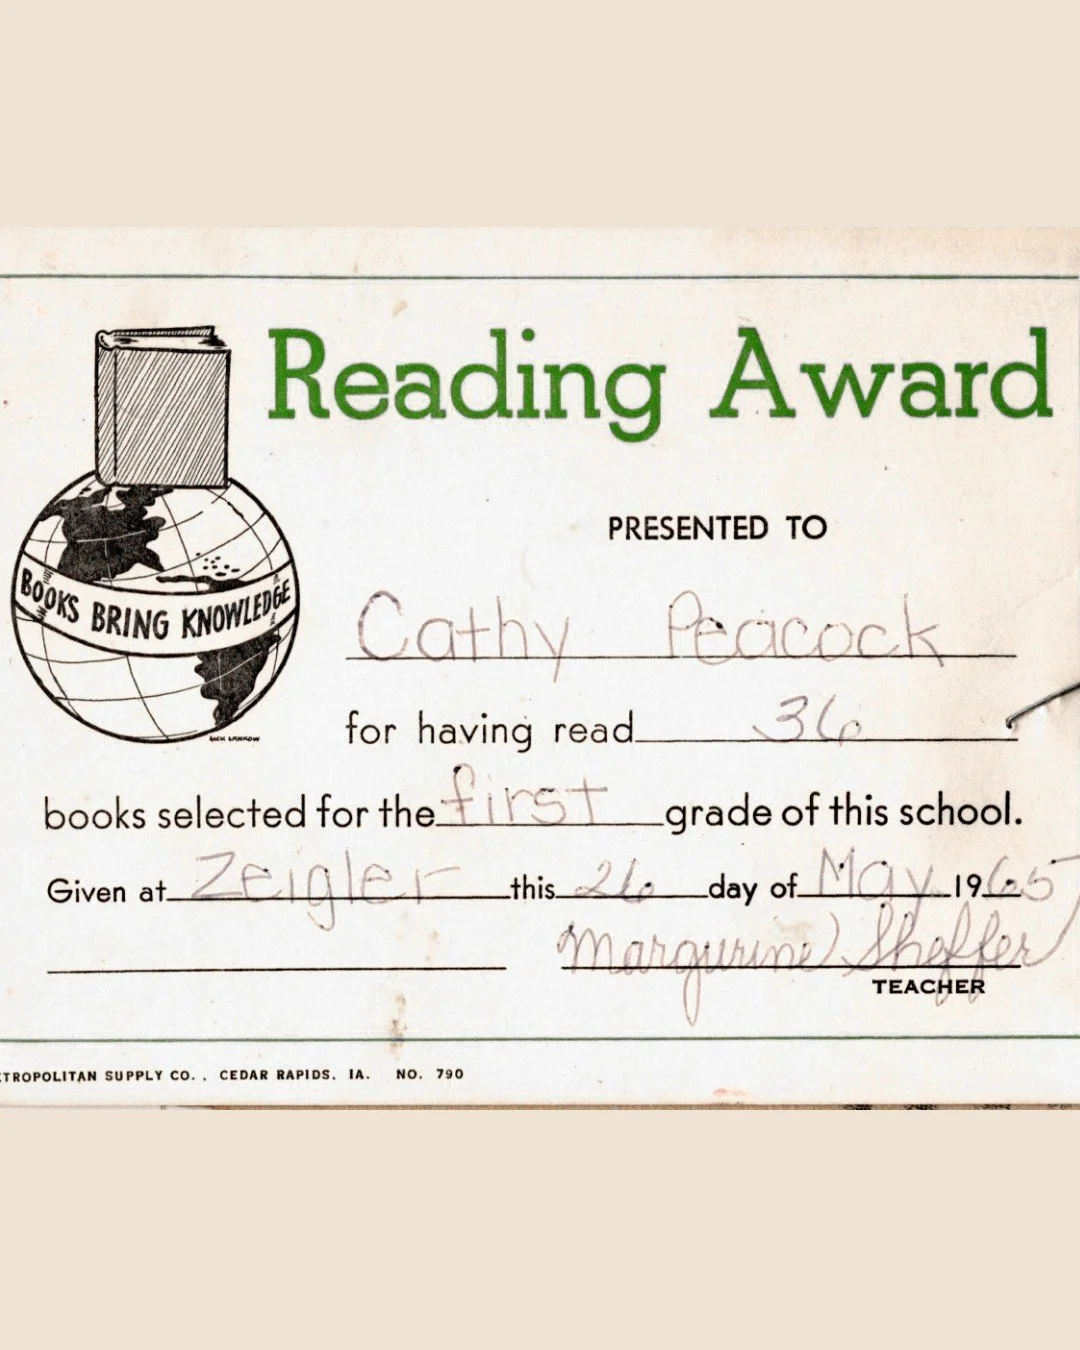 Reading Award
BOOKS BRING KNOWLEDGE
PRESENTED TO
Cathy Peacock
for having read 36
books selected for the first grade of this school.
Given at Zeigler this 26 day of May 1965
Margurine Sheffer
TEACHER
TROPOLITAN SUPPLY CO., CEDAR RAPIDS, IA. NO. 790